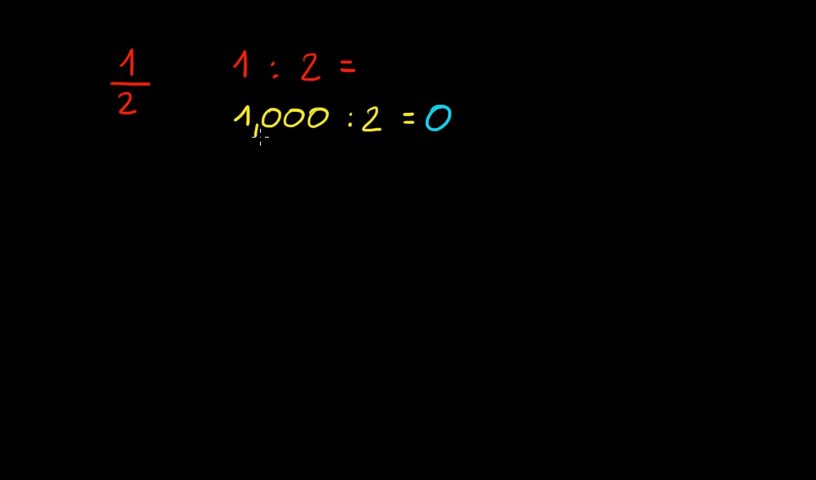 1/2 1 : 2 =
1,000 : 2 = 0